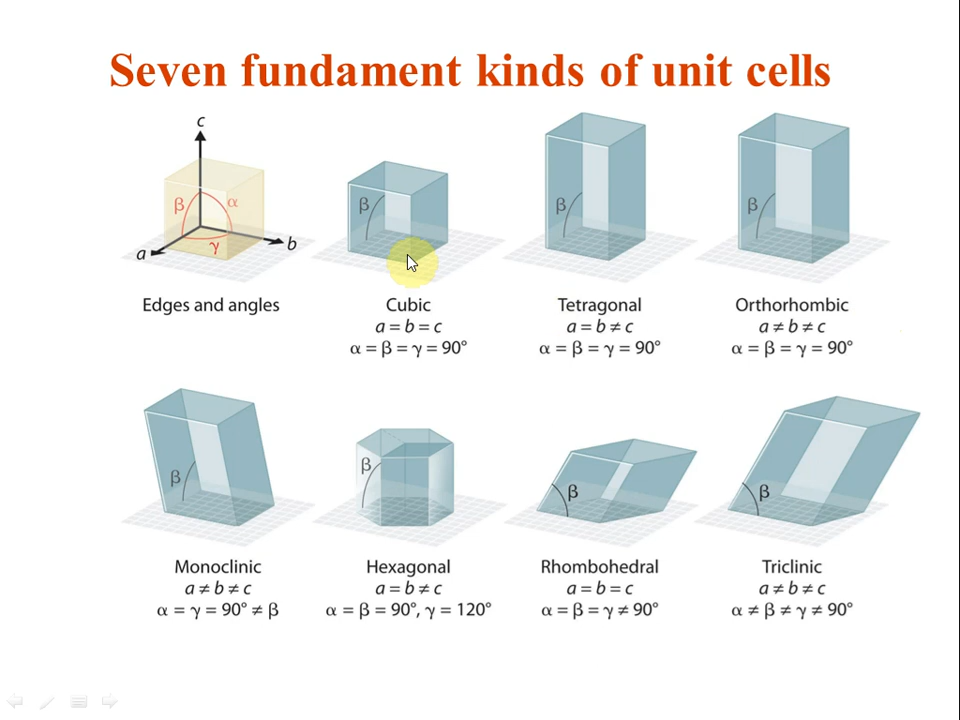 Seven fundament kinds of unit cells
c
β
α
γ
a
b
Edges and angles
β
Cubic
a = b = c
α = β = γ = 90°
β
Tetragonal
a = b ≠ c
α = β = γ = 90°
β
Orthorhombic
a ≠ b ≠ c
α = β = γ = 90°
β
Monoclinic
a ≠ b ≠ c
α = γ = 90° ≠ β
β
Hexagonal
a = b ≠ c
α = β = 90°, γ = 120°
β
Rhombohedral
a = b = c
α = β = γ ≠ 90°
β
Triclinic
a ≠ b ≠ c
α ≠ β ≠ γ ≠ 90°